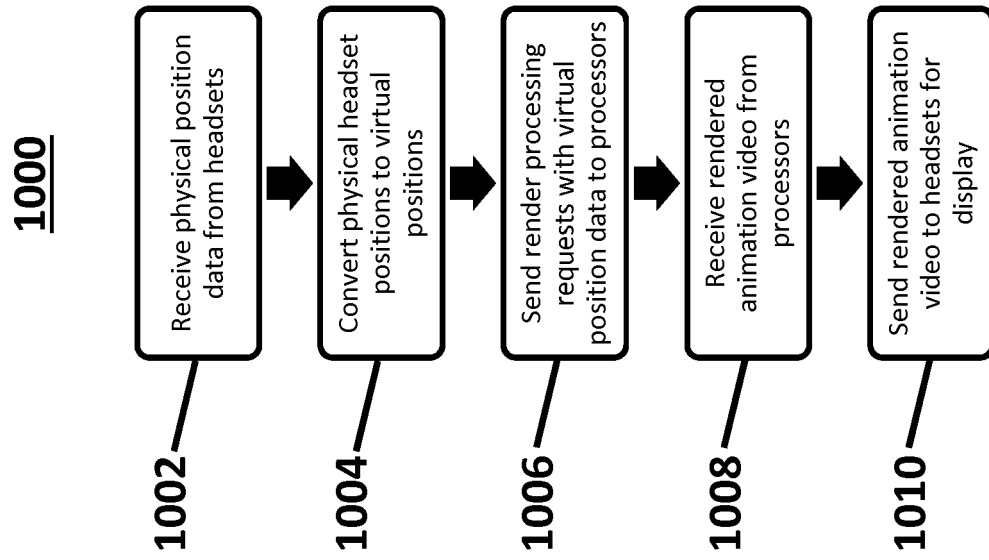 1000
1002
Receive physical position
data from headsets
1004
Convert physical headset
positions to virtual
positions
1006
Send render processing
requests with virtual
position data to processors
1008
Receive rendered
animation video from
processors
1010
Send rendered animation
video to headsets for
display